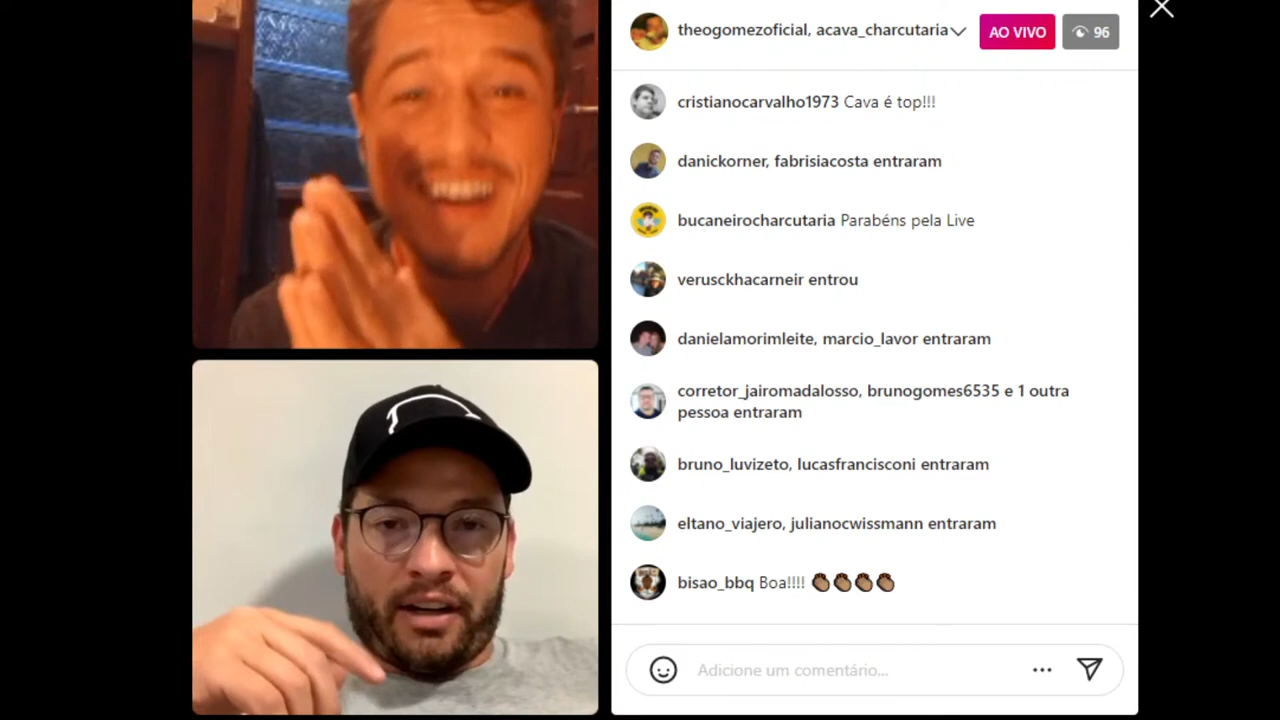 theogomezoficial, acava_charcutaria
AO VIVO
96
cristianocarvalho1973 Cava é top!!!
danickorner, fabrisiacosta entraram
bucaneirocharcutaria Parabéns pela Live
verusckhacarneir entrou
danielamorimleite, marcio_lavor entraram
corretor_jairomadalosso, brunogomes6535 e 1 outra
pessoa entraram
bruno_luvizeto, lucasfrancisconi entraram
eltano_viajero, julianocwissmann entraram
bisao_bbq Boa!!!! 👏🏽👏🏽👏🏽👏🏽
Adicione um comentário...